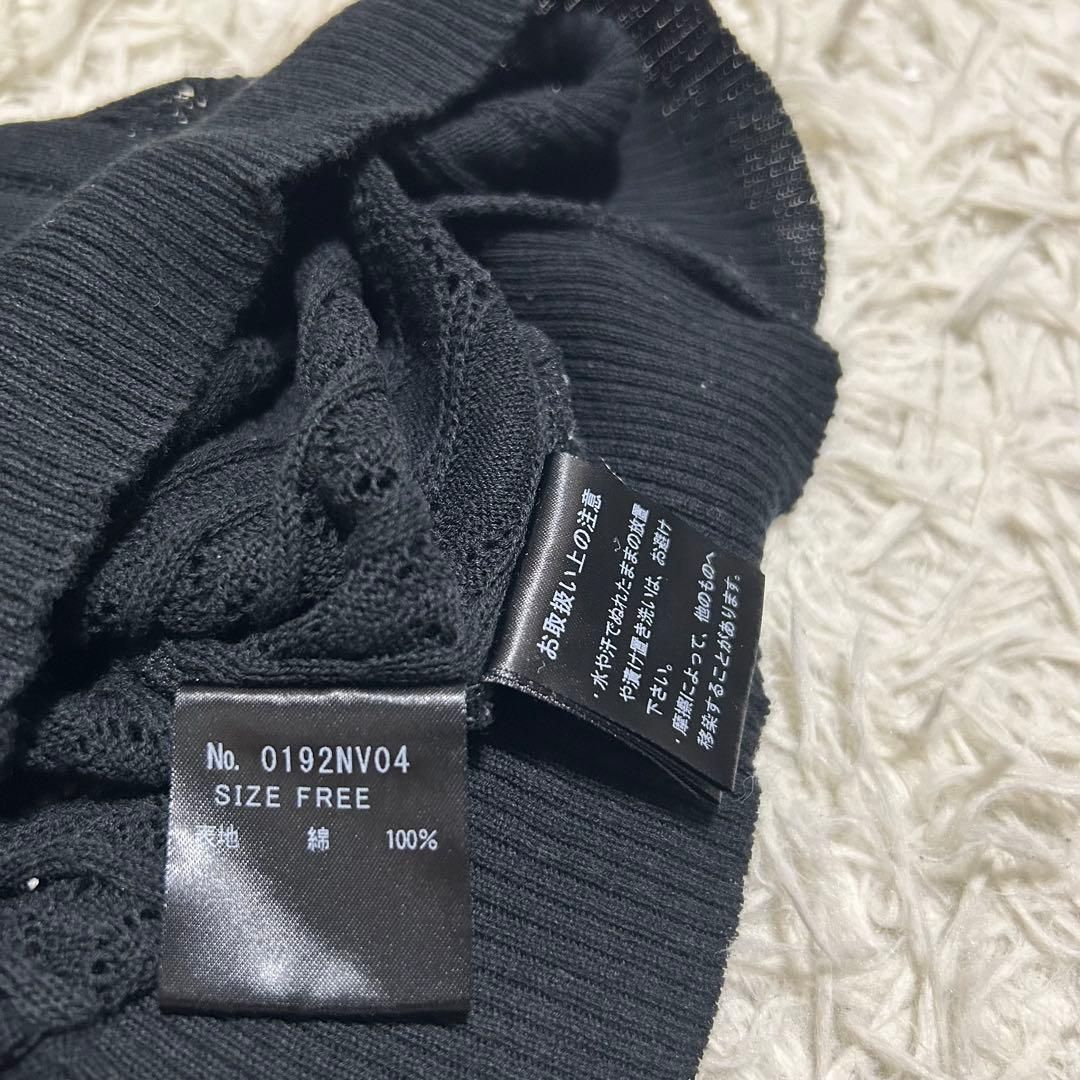 No. 0192NV04
SIZE FREE
表地 綿 100%
~お取扱い上の注意~
・水や汗でぬれたままの放置
や漬け置き洗いは、お避け
下さい。
・摩擦によって、他のものへ
移染することがあります。